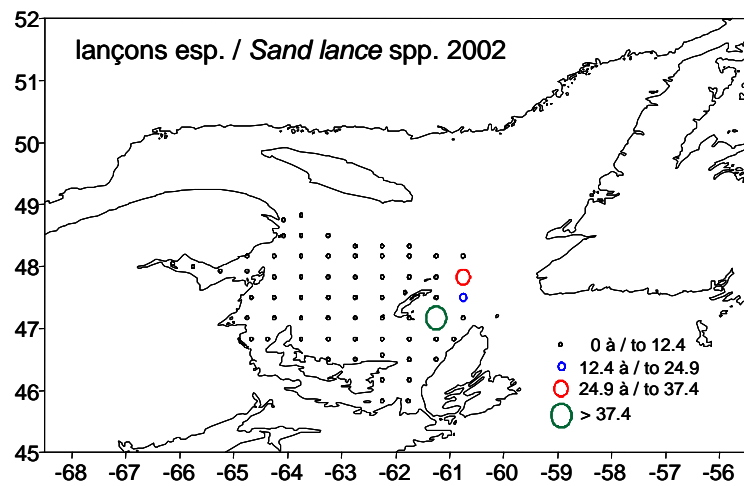 lançons esp. / Sand lance spp. 2002
52
51
50
49
48
47
46
45
0 à / to 12.4
12.4 à / to 24.9
24.9 à / to 37.4
> 37.4
-68 -67 -66 -65 -64 -63 -62 -61 -60 -59 -58 -57 -56